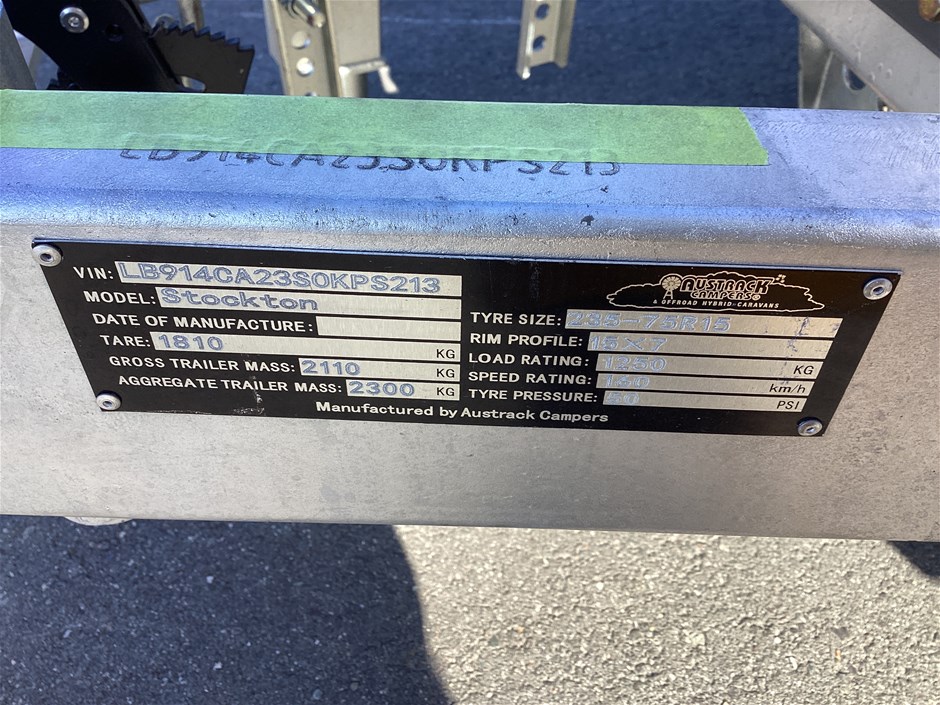 LB914CA23S0KPS213
VIN: LB914CA23S0KPS213
MODEL: Stockton
DATE OF MANUFACTURE:
TARE: 1810 KG
GROSS TRAILER MASS: 2110 KG
AGGREGATE TRAILER MASS: 2300 KG
AUSTRACK
CAMPERS
& OFFROAD HYBRID-CARAVANS
TYRE SIZE: 235-75R15
RIM PROFILE: 15X7
LOAD RATING: 1250 KG
SPEED RATING: km/h
TYRE PRESSURE: PSI
Manufactured by Austrack Campers